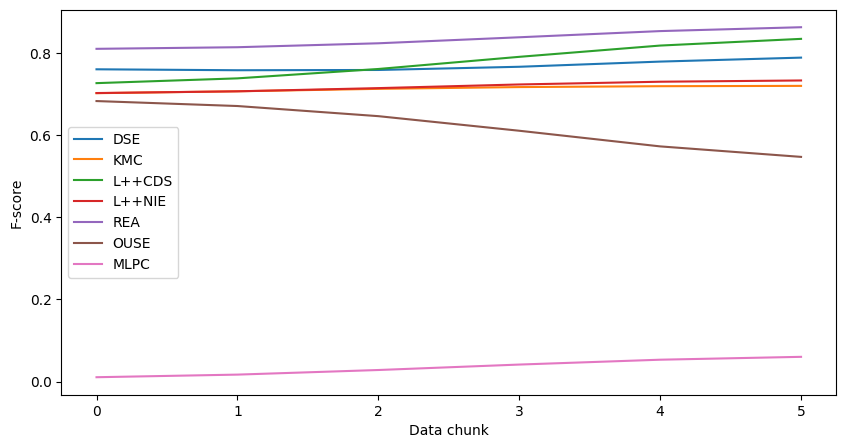 0.8
0.6
0.4
0.2
0.0
F-score
DSE
KMC
L++CDS
L++NIE
REA
OUSE
MLPC
0 1 2 3 4 5
Data chunk